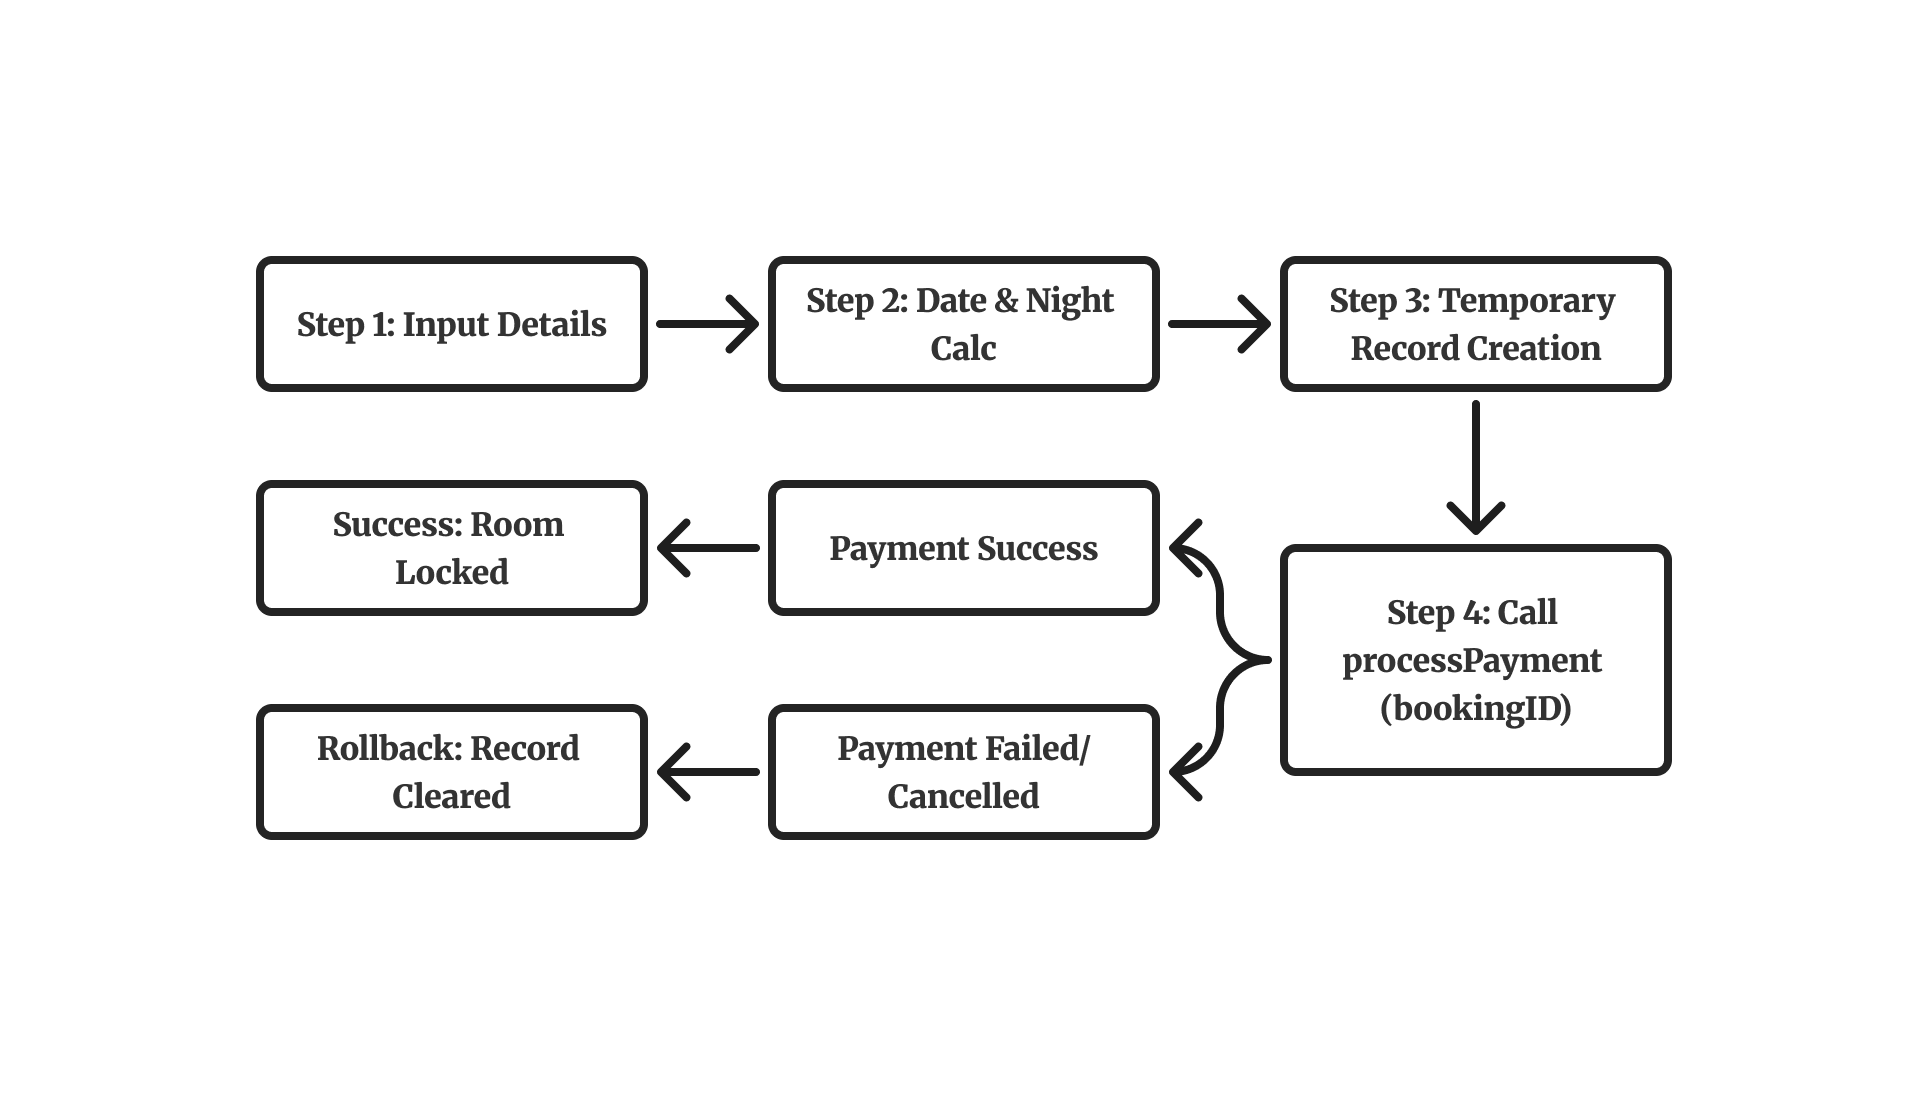 Step 1: Input Details
Step 2: Date & Night
Calc
Step 3: Temporary
Record Creation
Step 4: Call
processPayment
(bookingID)
Payment Success
Success: Room
Locked
Payment Failed/
Cancelled
Rollback: Record
Cleared